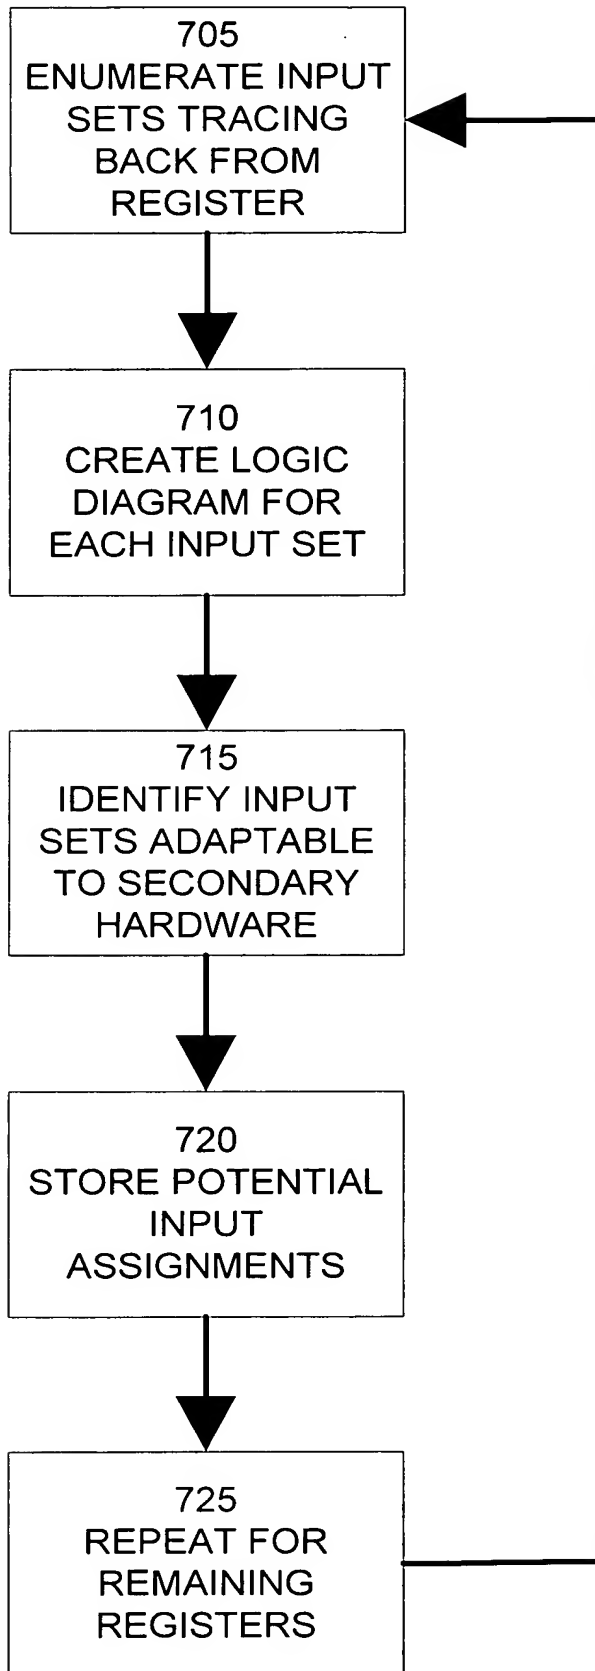 705
ENUMERATE INPUT
SETS TRACING
BACK FROM
REGISTER
710
CREATE LOGIC
DIAGRAM FOR
EACH INPUT SET
715
IDENTIFY INPUT
SETS ADAPTABLE
TO SECONDARY
HARDWARE
720
STORE POTENTIAL
INPUT
ASSIGNMENTS
725
REPEAT FOR
REMAINING
REGISTERS